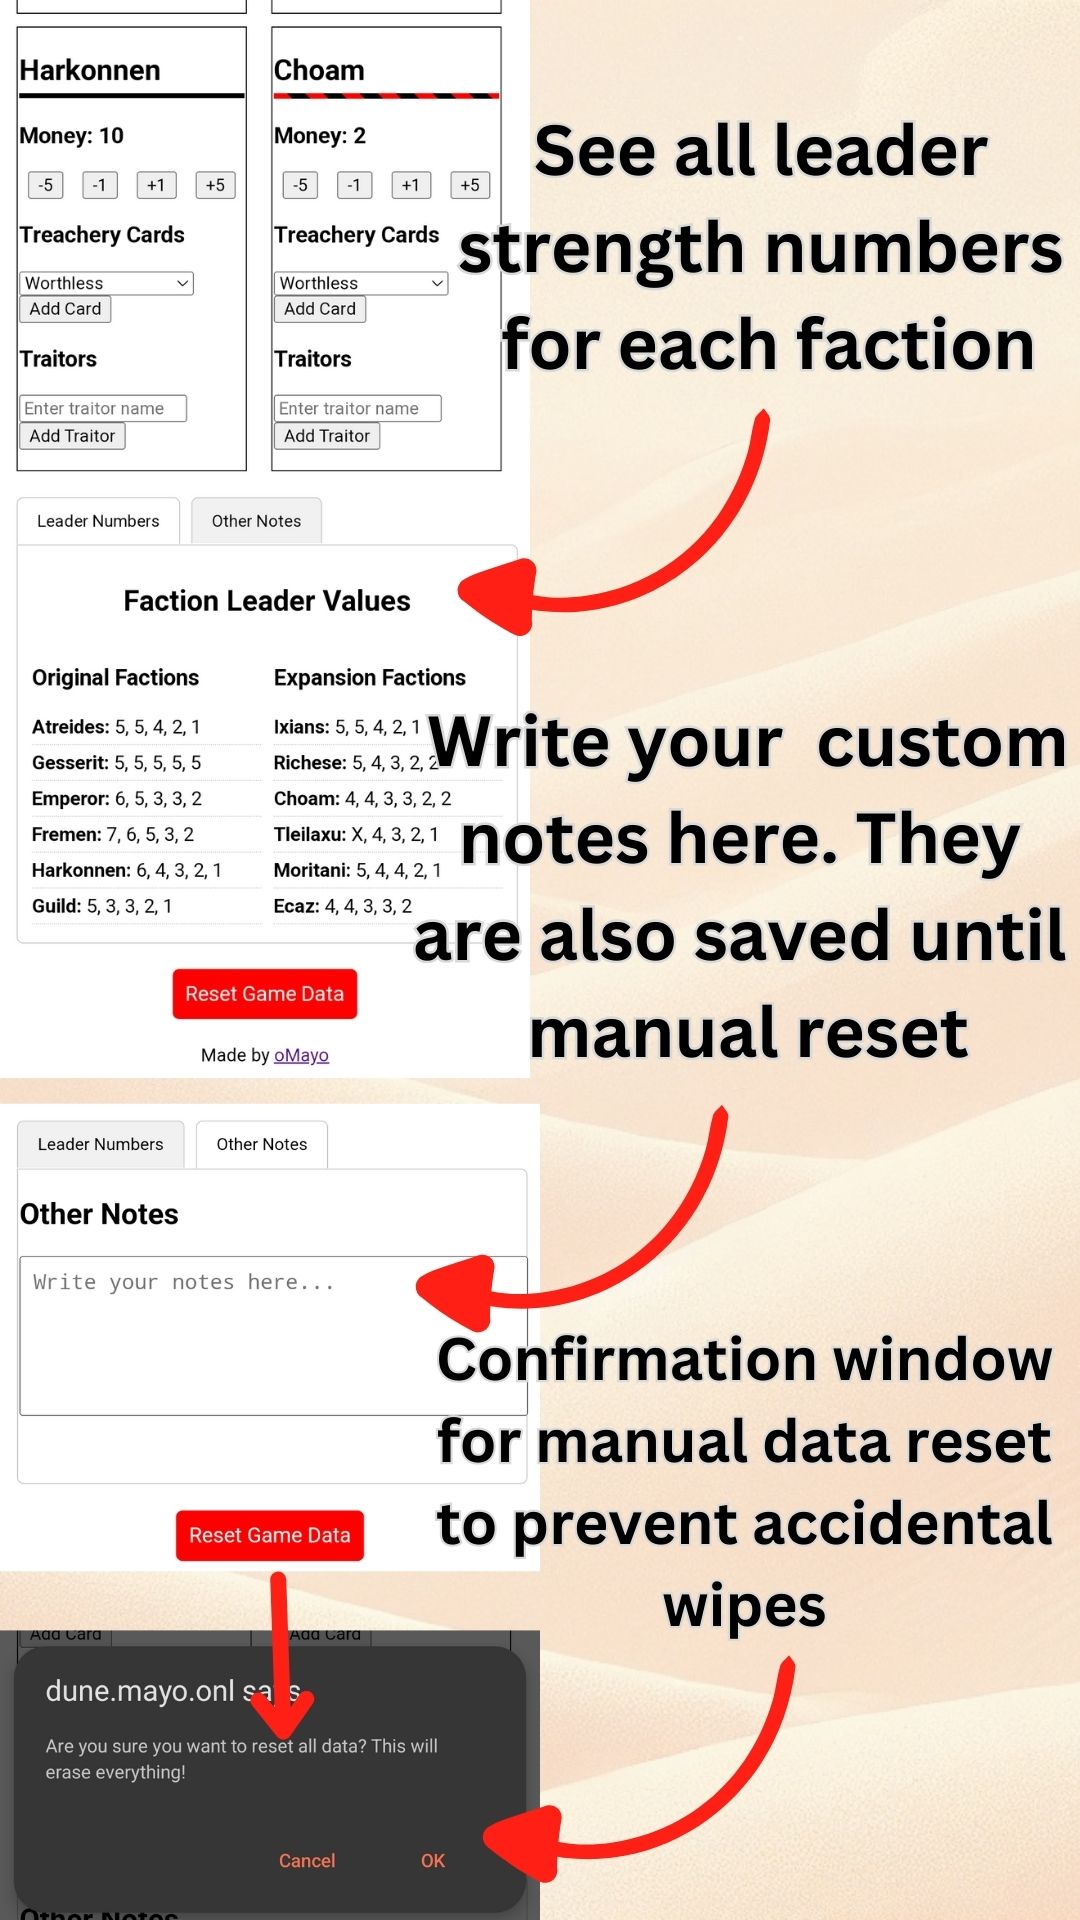 Harkonnen
Money: 10
-5 -1 +1 +5
Treachery Cards
Worthless
Add Card
Traitors
Enter traitor name
Add Traitor
Choam
Money: 2
-5 -1 +1 +5
Treachery Cards
Worthless
Add Card
Traitors
Enter traitor name
Add Traitor
See all leader
strength numbers
for each faction
Leader Numbers
Other Notes
Faction Leader Values
Original Factions
Atreides: 5, 5, 4, 2, 1
Gesserit: 5, 5, 5, 5, 5
Emperor: 6, 5, 3, 3, 2
Fremen: 7, 6, 5, 3, 2
Harkonnen: 6, 4, 3, 2, 1
Guild: 5, 3, 3, 2, 1
Expansion Factions
Ixians: 5, 5, 4, 2, 1
Richese: 5, 4, 3, 2, 2
Choam: 4, 4, 3, 3, 2, 2
Tleilaxu: X, 4, 3, 2, 1
Moritani: 5, 4, 4, 2, 1
Ecaz: 4, 4, 3, 3, 2
Reset Game Data
Made by oMayo
Write your custom
notes here. They
are also saved until
manual reset
Leader Numbers
Other Notes
Other Notes
Write your notes here...
Reset Game Data
Confirmation window
for manual data reset
to prevent accidental
wipes
Add Card
Add Card
dune.mayo.onl says
Are you sure you want to reset all data? This will
erase everything!
Cancel
OK
Other Notes